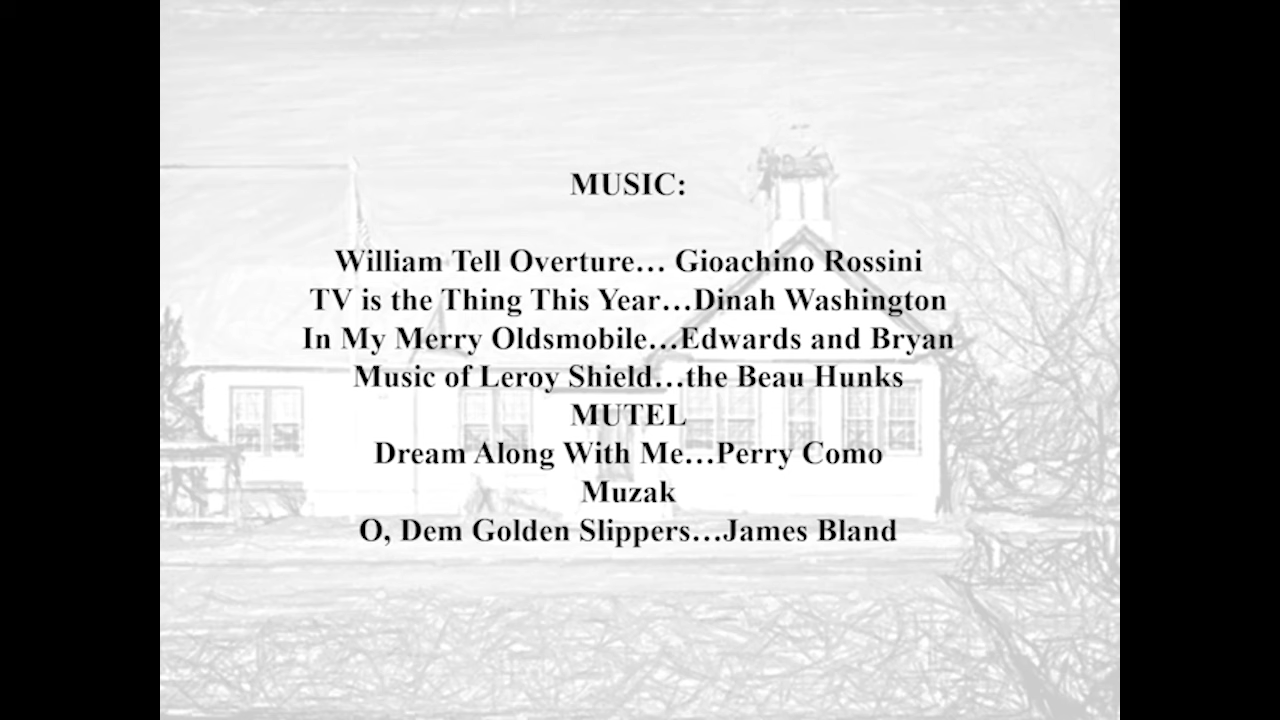 MUSIC:
William Tell Overture... Gioachino Rossini
TV is the Thing This Year...Dinah Washington
In My Merry Oldsmobile...Edwards and Bryan
Music of Leroy Shield...the Beau Hunks
MUTEL
Dream Along With Me...Perry Como
Muzak
O, Dem Golden Slippers...James Bland